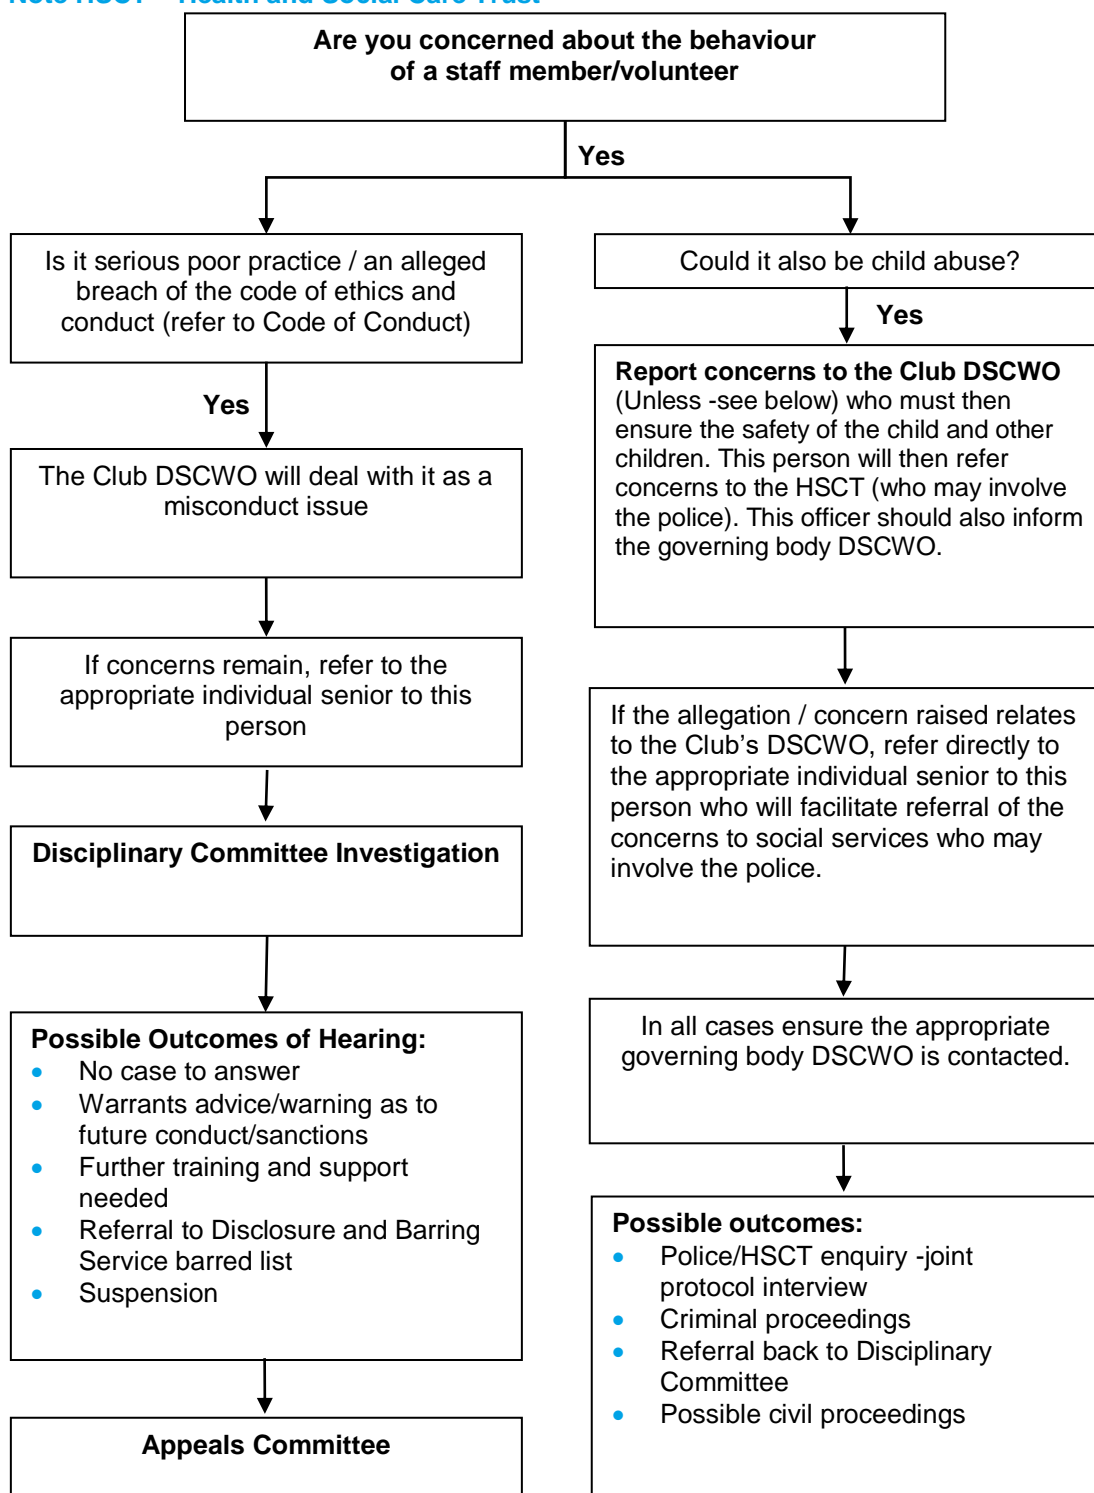 Are you concerned about the behaviour
of a staff member/volunteer
Yes
Is it serious poor practice / an alleged
breach of the code of ethics and
conduct (refer to Code of Conduct)
Yes
The Club DSCWO will deal with it as a
misconduct issue
If concerns remain, refer to the
appropriate individual senior to this
person
Disciplinary Committee Investigation
Possible Outcomes of Hearing:
• No case to answer
• Warrants advice/warning as to
future conduct/sanctions
• Further training and support
needed
• Referral to Disclosure and Barring
Service barred list
• Suspension
Appeals Committee
Could it also be child abuse?
Yes
Report concerns to the Club DSCWO
(Unless -see below) who must then
ensure the safety of the child and other
children. This person will then refer
concerns to the HSCT (who may involve
the police). This officer should also inform
the governing body DSCWO.
If the allegation / concern raised relates
to the Club's DSCWO, refer directly to
the appropriate individual senior to this
person who will facilitate referral of the
concerns to social services who may
involve the police.
In all cases ensure the appropriate
governing body DSCWO is contacted.
Possible outcomes:
• Police/HSCT enquiry -joint
protocol interview
• Criminal proceedings
• Referral back to Disciplinary
Committee
• Possible civil proceedings